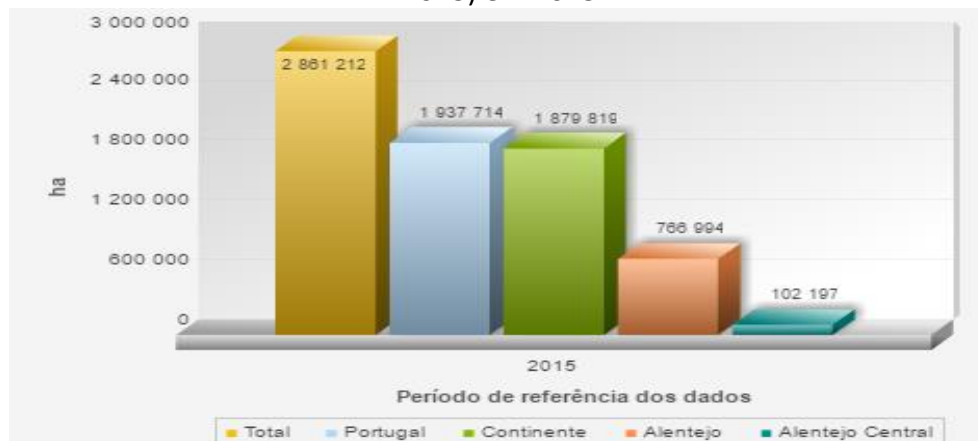 3 000 000
2 861 212
2 400 000
1 937 714
1 879 819
1 800 000
ha
1 200 000
766 994
600 000
102 197
0
2015
Período de referência dos dados
Total Portugal Continente Alentejo Alentejo Central